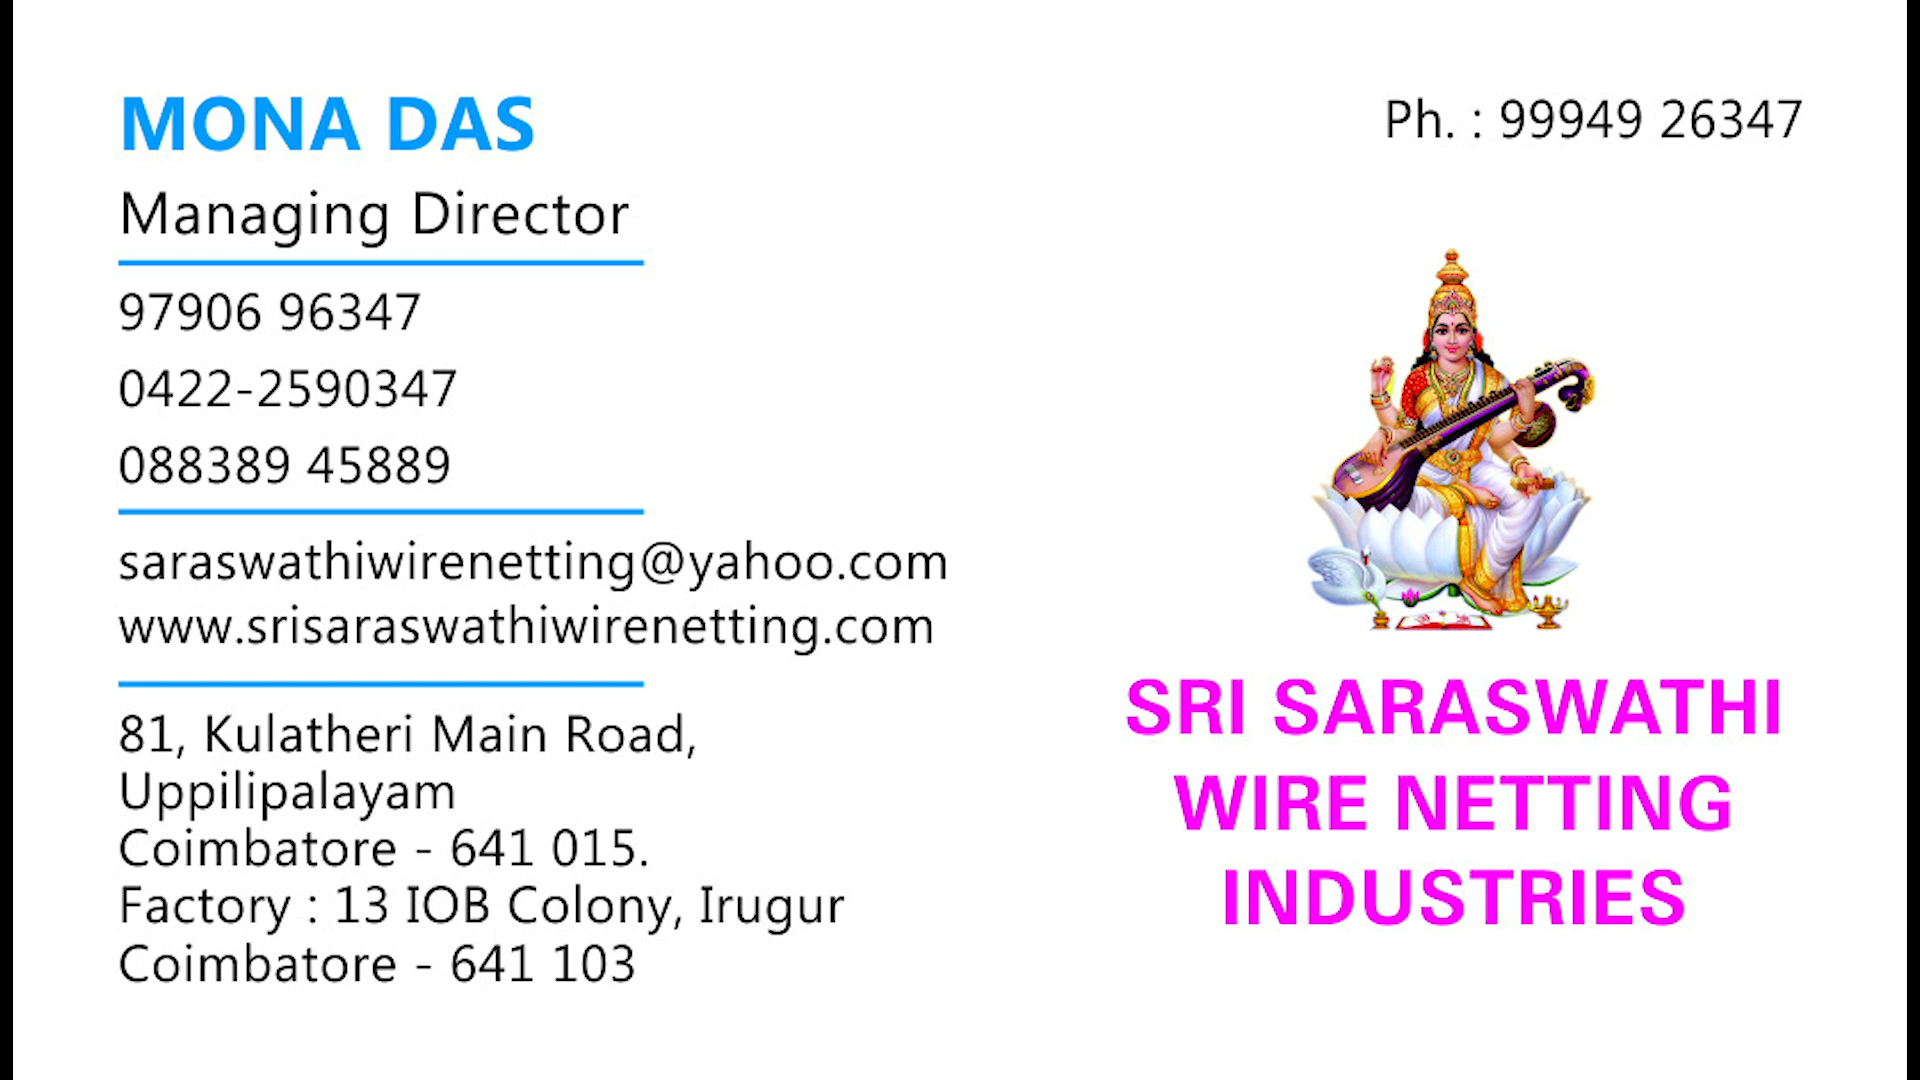 MONA DAS
Managing Director
97906 96347
0422-2590347
088389 45889
saraswathiwirenetting@yahoo.com
www.srisaraswathiwirenetting.com
81, Kulatheri Main Road,
Uppilipalayam
Coimbatore - 641 015.
Factory : 13 IOB Colony, Irugur
Coimbatore - 641 103
Ph. : 99949 26347
SRI SARASWATHI
WIRE NETTING
INDUSTRIES